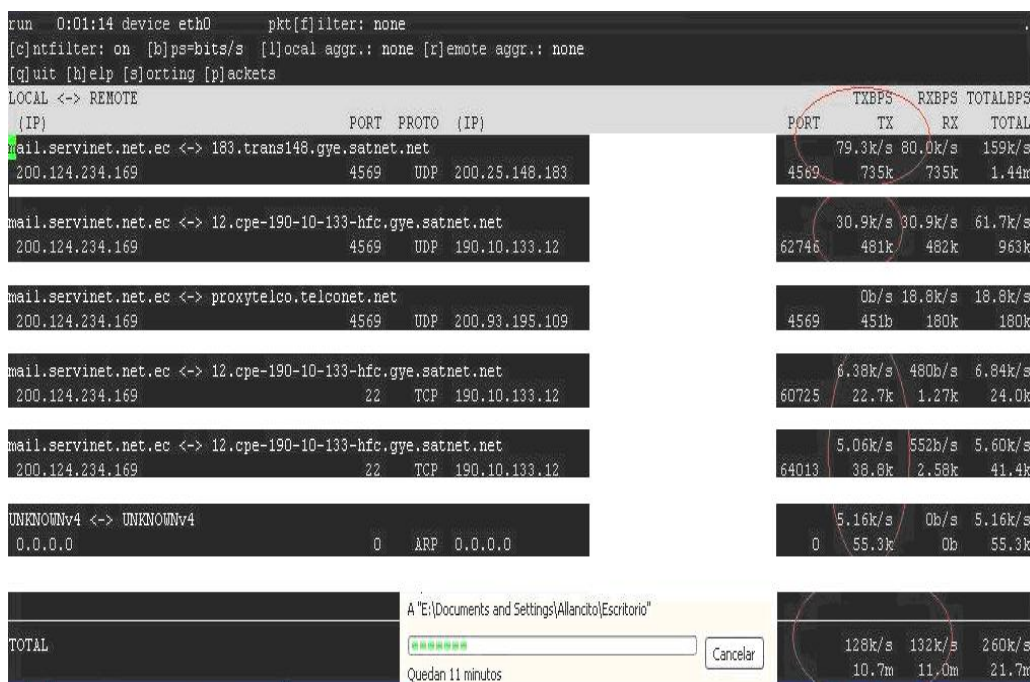 run 0:01:14 device eth0 pkt[f]ilter: none
[c]ntfilter: on [b]ps=bits/s [l]ocal aggr.: none [r]emote aggr.: none
[q]uit [h]elp [s]orting [p]ackets
LOCAL <-> REMOTE TXBPS RXBPS TOTALBPS
(IP) PORT PROTO (IP) PORT TX RX TOTAL
mail.servinet.net.ec <-> 183.trans148.gye.satnet.net 79.3k/s 80.0k/s 159k/s
200.124.234.169 4569 UDP 200.25.148.183 4569 735k 735k 1.44m
mail.servinet.net.ec <-> 12.cpe-190-10-133-hfc.gye.satnet.net 30.9k/s 30.9k/s 61.7k/s
200.124.234.169 4569 UDP 190.10.133.12 62746 481k 482k 963k
mail.servinet.net.ec <-> proxytelco.telconet.net 0b/s 18.8k/s 18.8k/s
200.124.234.169 4569 UDP 200.93.195.109 4569 451b 180k 180k
mail.servinet.net.ec <-> 12.cpe-190-10-133-hfc.gye.satnet.net 6.38k/s 480b/s 6.84k/s
200.124.234.169 22 TCP 190.10.133.12 60725 22.7k 1.27k 24.0k
mail.servinet.net.ec <-> 12.cpe-190-10-133-hfc.gye.satnet.net 5.06k/s 552b/s 5.60k/s
200.124.234.169 22 TCP 190.10.133.12 64013 38.8k 2.58k 41.4k
UNKNOWNv4 <-> UNKNOWNv4 5.16k/s 0b/s 5.16k/s
0.0.0.0 0 ARP 0.0.0.0 0 55.3k 0b 55.3k
A "E:\Documents and Settings\Allancito\Escritorio"
TOTAL 128k/s 132k/s 260k/s
Cancelar
Quedan 11 minutos 10.7m 11.0m 21.7m